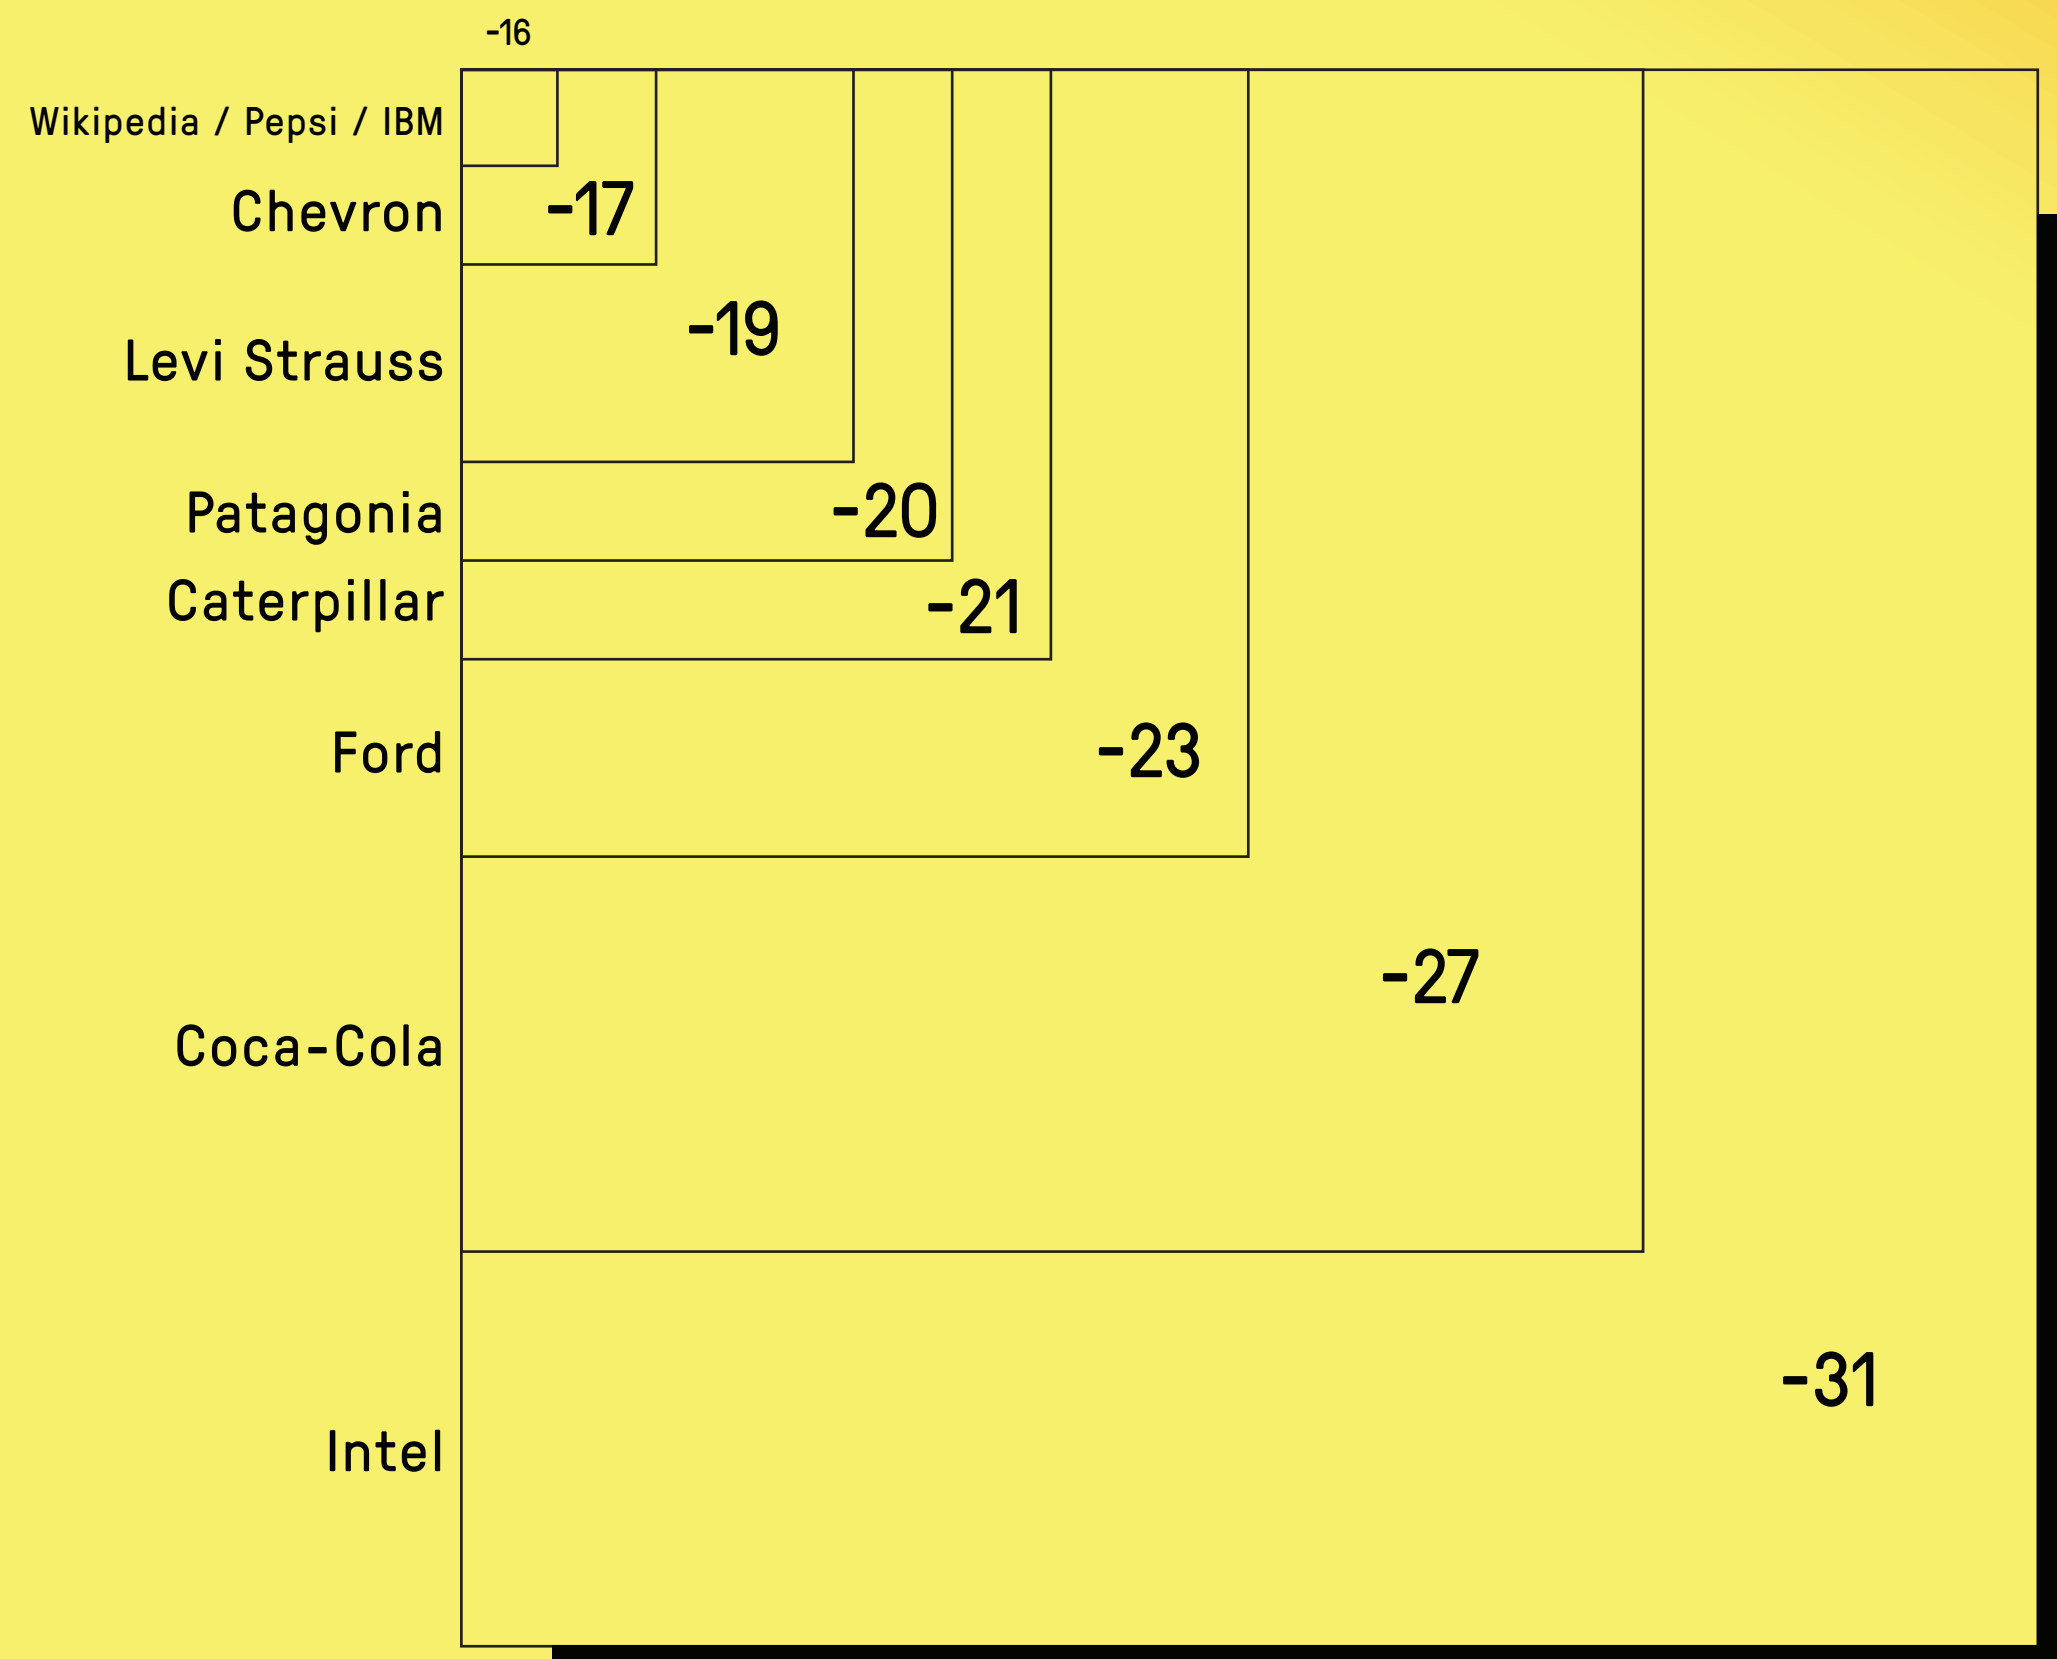 -16
Wikipedia / Pepsi / IBM
Chevron
-17
Levi Strauss
-19
Patagonia
-20
Caterpillar
-21
Ford
-23
Coca-Cola
-27
Intel
-31